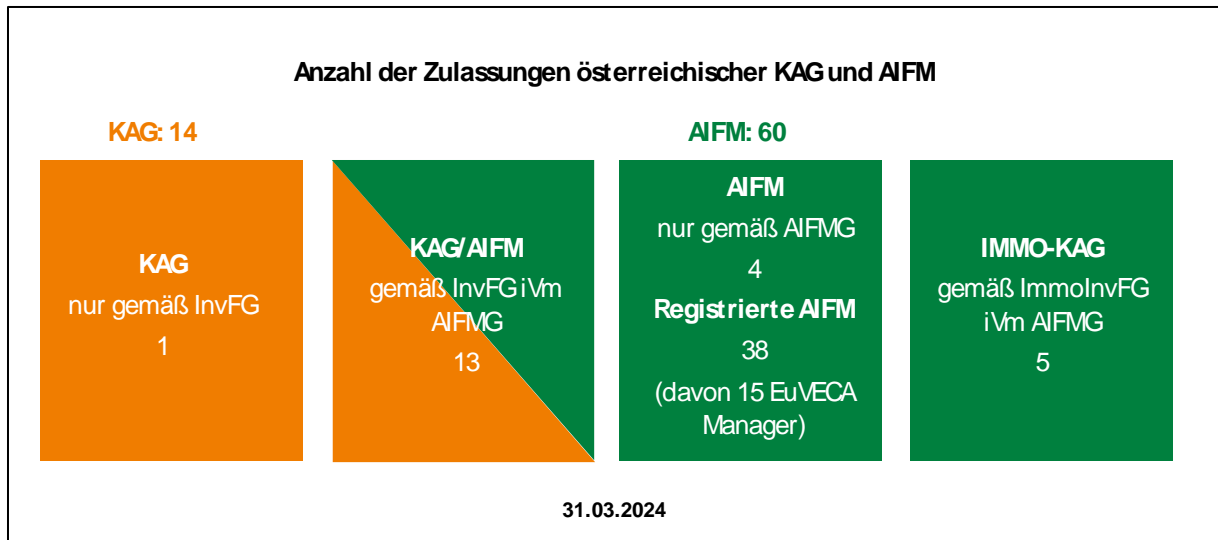 Anzahl der Zulassungen österreichischer KAG und AIFM
KAG: 14
AIFM: 60
KAG
nur gemäß InvFG
1
KAG/AIFM
gemäß InvFG iVm
AIFMG
13
AIFM
nur gemäß AIFMG
4
Registrierte AIFM
38
(davon 15 EuVECA
Manager)
IMMO-KAG
gemäß ImmoInvFG
iVm AIFMG
5
31.03.2024